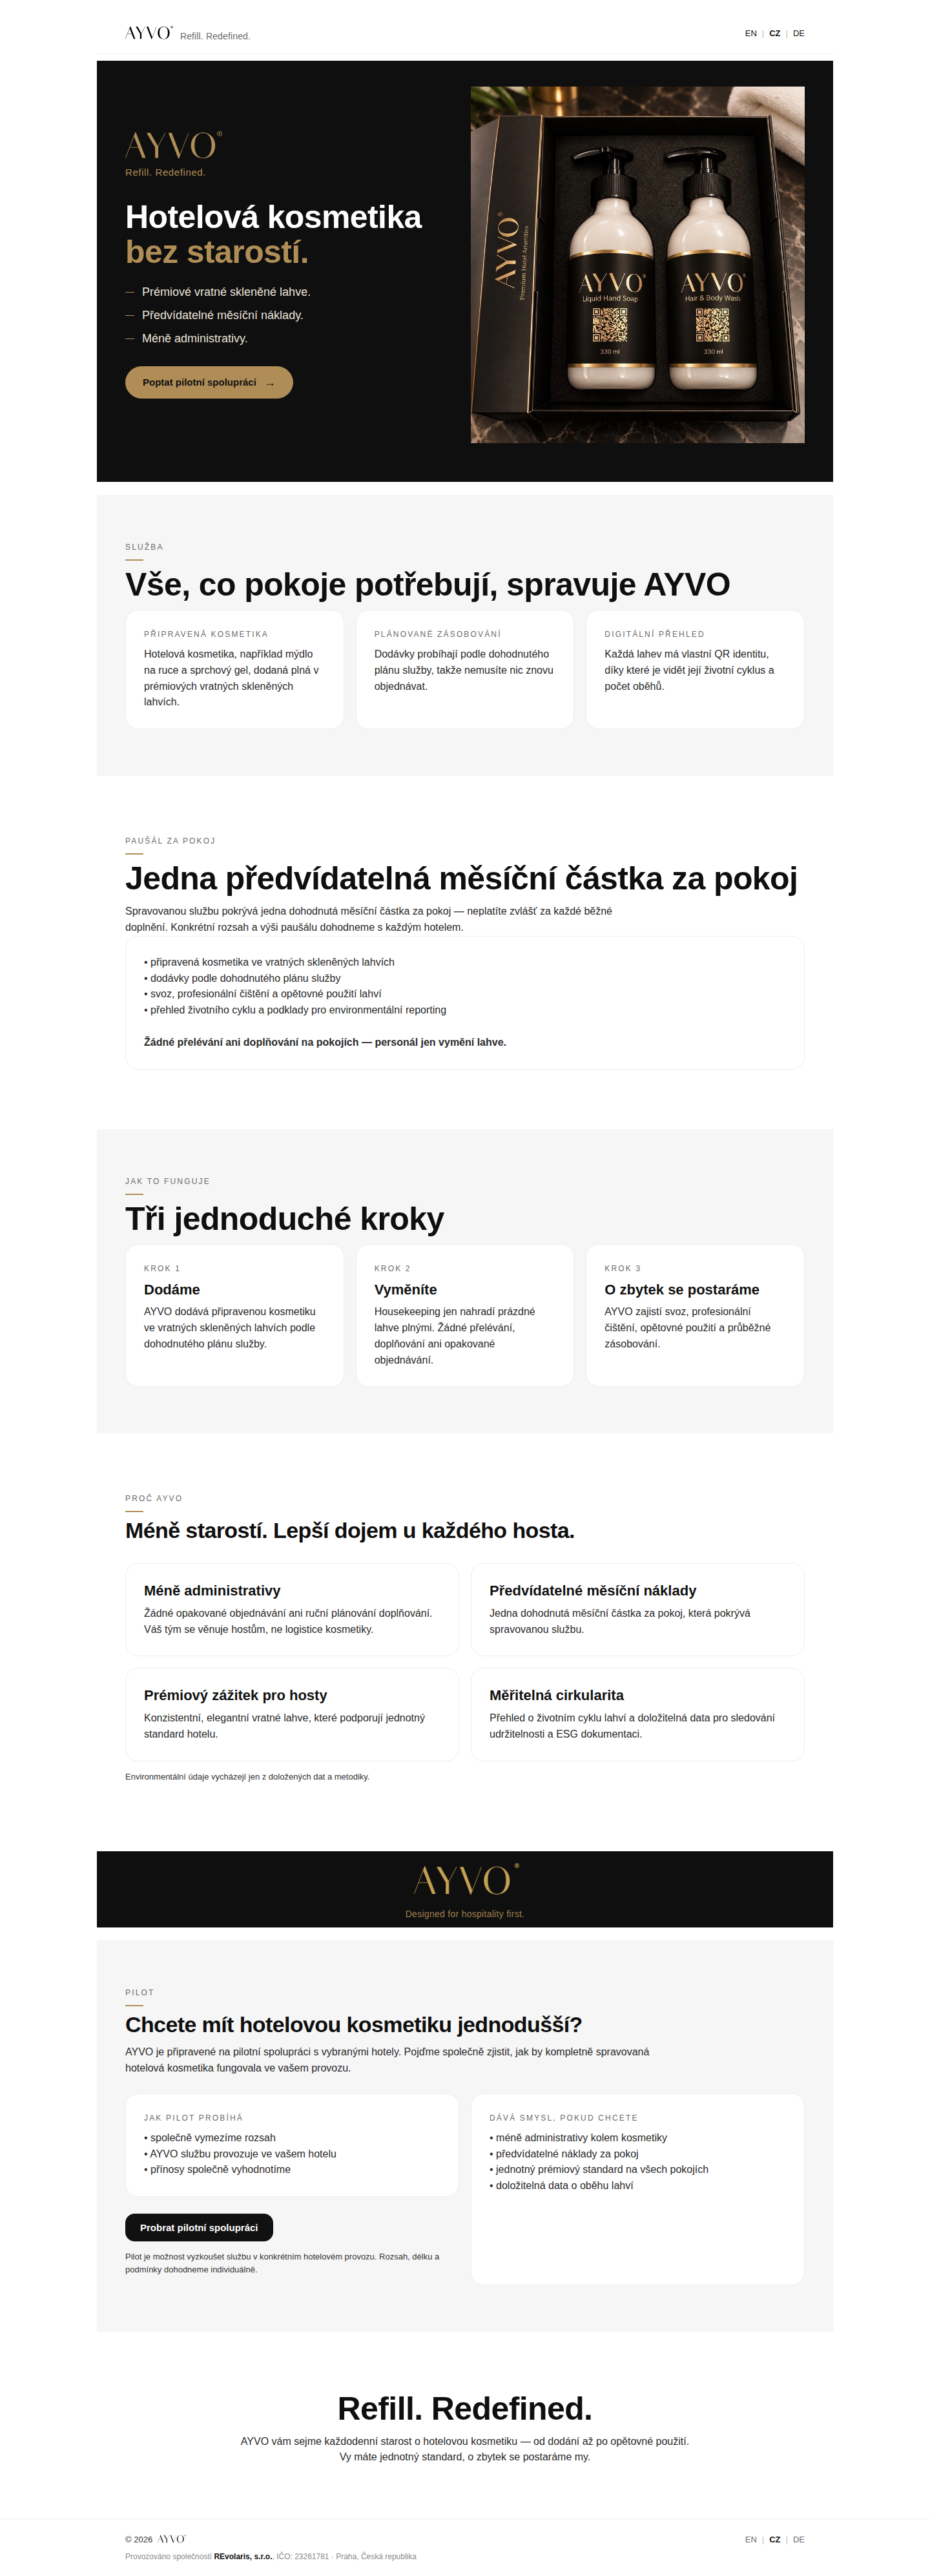 AYVO® Refill. Redefined.
EN | CZ | DE
AYVO®
Refill. Redefined.
Hotelová kosmetika
bez starostí.
— Prémiové vratné skleněné lahve.
— Předvídatelné měsíční náklady.
— Méně administrativy.
Poptat pilotní spolupráci →
AYVO®
Premium Hotel Amenities
AYVO®
Liquid Hand Soap
330 ml
AYVO®
Hair & Body Wash
330 ml
SLUŽBA
Vše, co pokoje potřebují, spravuje AYVO
PŘIPRAVENÁ KOSMETIKA
Hotelová kosmetika, například mýdlo
na ruce a sprchový gel, dodaná plná v
prémiových vratných skleněných
lahvích.
PLÁNOVANÉ ZÁSOBOVÁNÍ
Dodávky probíhají podle dohodnutého
plánu služby, takže nemusíte nic znovu
objednávat.
DIGITÁLNÍ PŘEHLED
Každá lahev má vlastní QR identitu,
díky které je vidět její životní cyklus a
počet oběhů.
PAUŠÁL ZA POKOJ
Jedna předvídatelná měsíční částka za pokoj
Spravovanou službu pokrývá jedna dohodnutá měsíční částka za pokoj — neplatíte zvlášť za každé běžné
doplnění. Konkrétní rozsah a výši paušálu dohodneme s každým hotelem.
• připravená kosmetika ve vratných skleněných lahvích
• dodávky podle dohodnutého plánu služby
• svoz, profesionální čištění a opětovné použití lahví
• přehled životního cyklu a podklady pro environmentální reporting
Žádné přelévání ani doplňování na pokojích — personál jen vymění lahve.
JAK TO FUNGUJE
Tři jednoduché kroky
KROK 1
Dodáme
AYVO dodává připravenou kosmetiku
ve vratných skleněných lahvích podle
dohodnutého plánu služby.
KROK 2
Vyměníte
Housekeeping jen nahradí prázdné
lahve plnými. Žádné přelévání,
doplňování ani opakované
objednávání.
KROK 3
O zbytek se postaráme
AYVO zajistí svoz, profesionální
čištění, opětovné použití a průběžné
zásobování.
PROČ AYVO
Méně starostí. Lepší dojem u každého hosta.
Méně administrativy
Žádné opakované objednávání ani ruční plánování doplňování.
Váš tým se věnuje hostům, ne logistice kosmetiky.
Předvídatelné měsíční náklady
Jedna dohodnutá měsíční částka za pokoj, která pokrývá
spravovanou službu.
Prémiový zážitek pro hosty
Konzistentní, elegantní vratné lahve, které podporují jednotný
standard hotelu.
Měřitelná cirkularita
Přehled o životním cyklu lahví a doložitelná data pro sledování
udržitelnosti a ESG dokumentaci.
Environmentální údaje vycházejí jen z doložených dat a metodiky.
AYVO®
Designed for hospitality first.
PILOT
Chcete mít hotelovou kosmetiku jednodušší?
AYVO je připravené na pilotní spolupráci s vybranými hotely. Pojďme společně zjistit, jak by kompletně spravovaná
hotelová kosmetika fungovala ve vašem provozu.
JAK PILOT PROBÍHÁ
• společně vymezíme rozsah
• AYVO službu provozuje ve vašem hotelu
• přínosy společně vyhodnotíme
Probrat pilotní spolupráci
Pilot je možnost vyzkoušet službu v konkrétním hotelovém provozu. Rozsah, délku a
podmínky dohodneme individuálně.
DÁVÁ SMYSL, POKUD CHCETE
• méně administrativy kolem kosmetiky
• předvídatelné náklady za pokoj
• jednotný prémiový standard na všech pokojích
• doložitelná data o oběhu lahví
Refill. Redefined.
AYVO vám sejme každodenní starost o hotelovou kosmetiku — od dodání až po opětovné použití.
Vy máte jednotný standard, o zbytek se postaráme my.
© 2026 AYVO®
EN | CZ | DE
Provozováno společností REvolaris, s.r.o., IČO: 23261781 · Praha, Česká republika